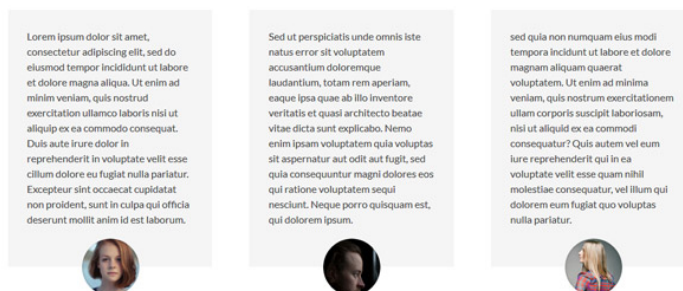 Lorem ipsum dolor sit amet,
consectetur adipiscing elit, sed do
eiusmod tempor incididunt ut labore
et dolore magna aliqua. Ut enim ad
minim veniam, quis nostrud
exercitation ullamco laboris nisi ut
aliquip ex ea commodo consequat.
Duis aute irure dolor in
reprehenderit in voluptate velit esse
cillum dolore eu fugiat nulla pariatur.
Excepteur sint occaecat cupidatat
non proident, sunt in culpa qui officia
deserunt mollit anim id est laborum.
Sed ut perspiciatis unde omnis iste
natus error sit voluptatem
accusantium doloremque
laudantium, totam rem aperiam,
eaque ipsa quae ab illo inventore
veritatis et quasi architecto beatae
vitae dicta sunt explicabo. Nemo
enim ipsam voluptatem quia voluptas
sit aspernatur aut odit aut fugit, sed
quia consequuntur magni dolores eos
qui ratione voluptatem sequi
nesciunt. Neque porro quisquam est,
qui dolorem ipsum.
sed quia non numquam eius modi
tempora incidunt ut labore et dolore
magnam aliquam quaerat
voluptatem. Ut enim ad minima
veniam, quis nostrum exercitationem
ullam corporis suscipit laboriosam,
nisi ut aliquid ex ea commodi
consequatur? Quis autem vel eum
iure reprehenderit qui in ea
voluptate velit esse quam nihil
molestiae consequatur, vel illum qui
dolorem eum fugiat quo voluptas
nulla pariatur.